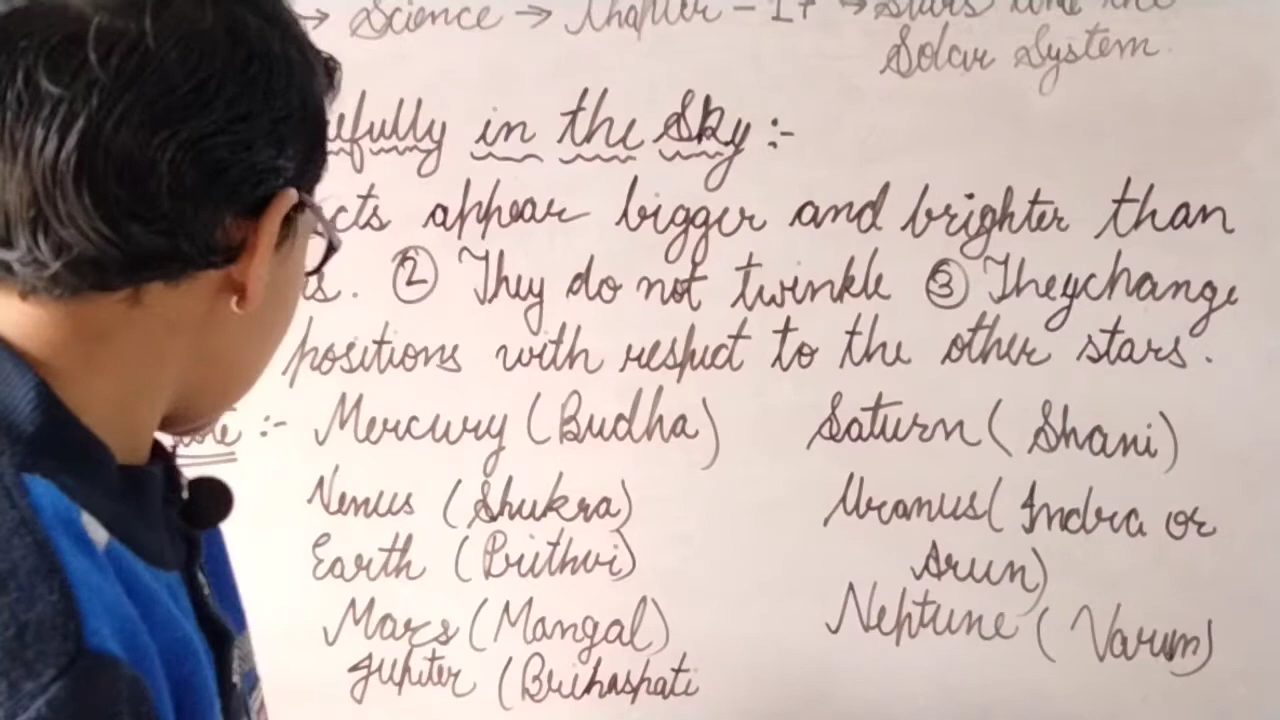 → Science → Chapter - 17 → Stars and the
Solar System
efully in the Sky :-
cts appear bigger and brighter than
s. ② They do not twinkle ③ They change
positions with respect to the other stars.
ote :- Mercury (Budha) Saturn (Shani)
Venus (Shukra) Uranus (Indra or
Earth (Prithvi) Arun)
Mars (Mangal) Neptune (Varun)
Jupiter (Brihaspati